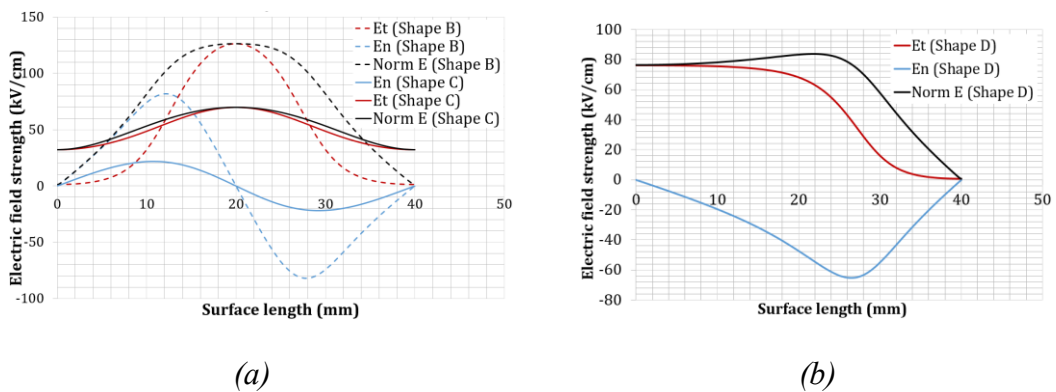 150
100
50
0
-50
-100
0
10
20
30
40
50
Electric field strength (kV/cm)
Surface length (mm)
Et (Shape B)
En (Shape B)
Norm E (Shape B)
En (Shape C)
Et (Shape C)
Norm E (Shape C)
(a)
100
80
60
40
20
0
-20
-40
-60
-80
0
10
20
30
40
50
Electric field strength (kV/cm)
Surface length (mm)
Et (Shape D)
En (Shape D)
Norm E (Shape D)
(b)